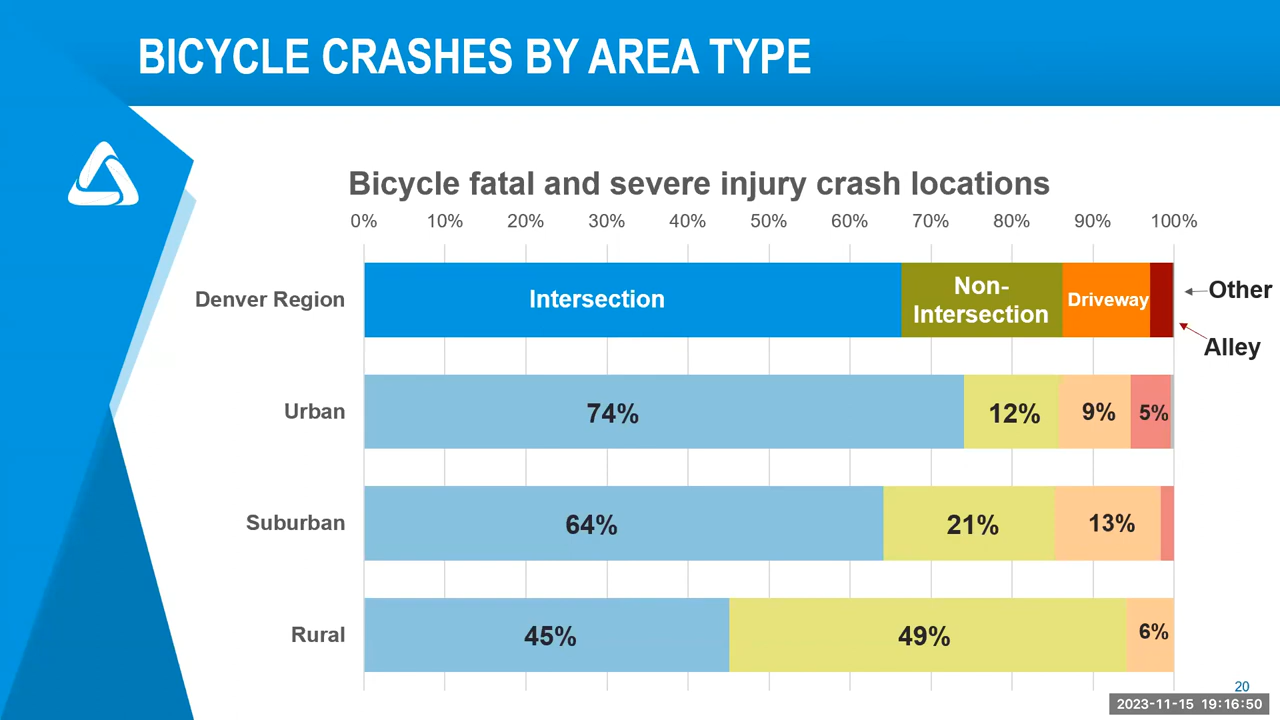 BICYCLE CRASHES BY AREA TYPE
Bicycle fatal and severe injury crash locations
0% 10% 20% 30% 40% 50% 60% 70% 80% 90% 100%
Denver Region
Intersection
Non-
Intersection
Driveway
Other
Alley
Urban
74% 12% 9% 5%
Suburban
64% 21% 13%
Rural
45% 49% 6%
20
2023-11-15 19:16:50